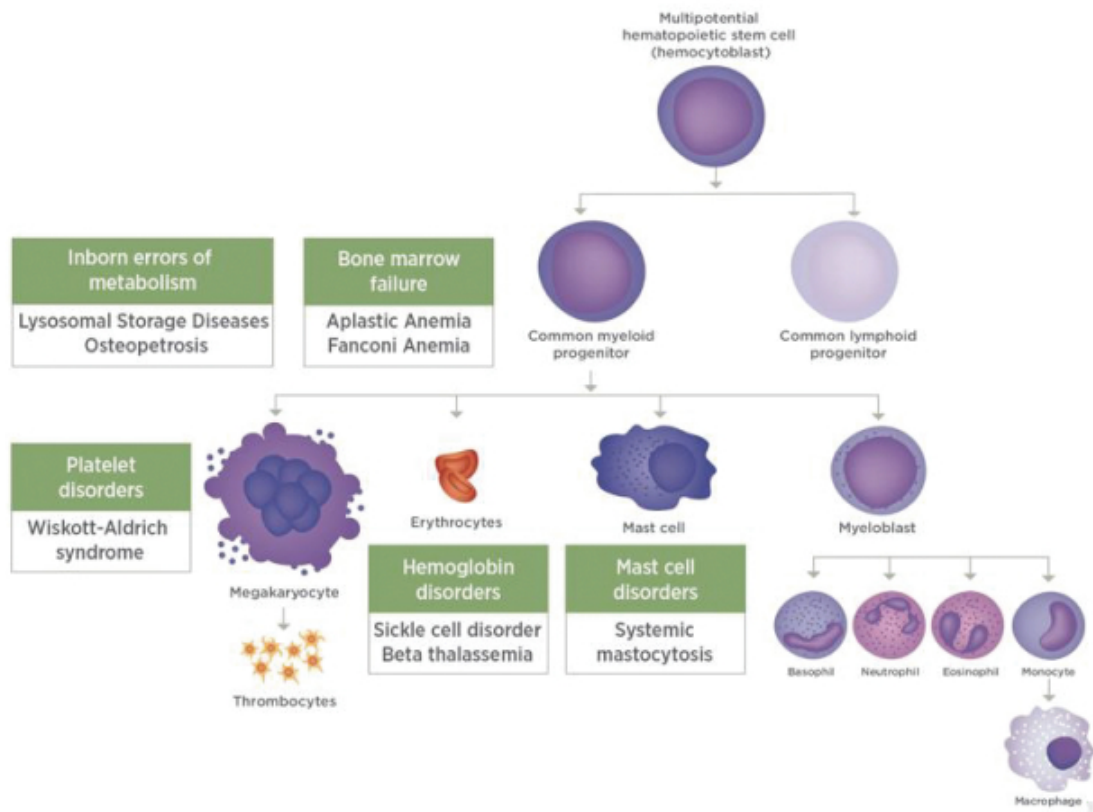 Multipotential
hematopoietic stem cell
(hemocytoblast)
Inborn errors of
metabolism
Lysosomal Storage Diseases
Osteopetrosis
Bone marrow
failure
Aplastic Anemia
Fanconi Anemia
Common myeloid
progenitor
Common lymphoid
progenitor
Platelet
disorders
Wiskott-Aldrich
syndrome
Megakaryocyte
Thrombocytes
Erythrocytes
Hemoglobin
disorders
Sickle cell disorder
Beta thalassemia
Mast cell
Mast cell
disorders
Systemic
mastocytosis
Myeloblast
Basophil
Neutrophil
Eosinophil
Monocyte
Macrophage